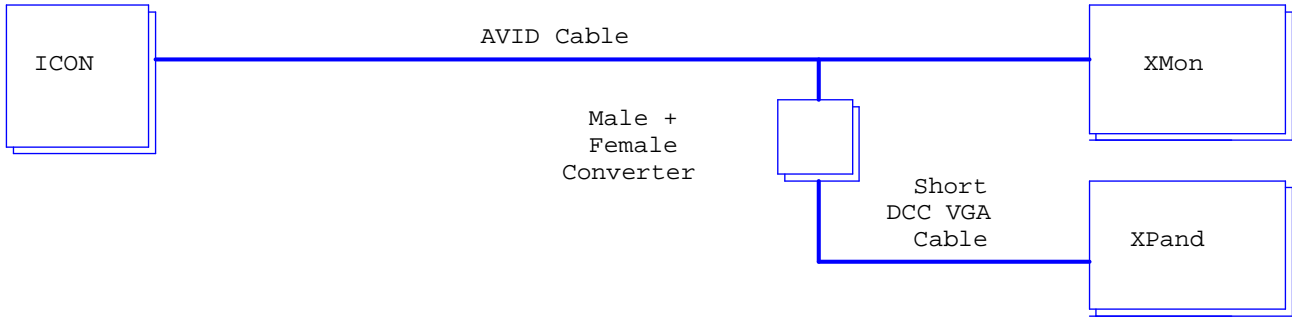 AVID Cable
ICON
XMon
Male +
Female
Converter
Short
DCC VGA
Cable
XPand